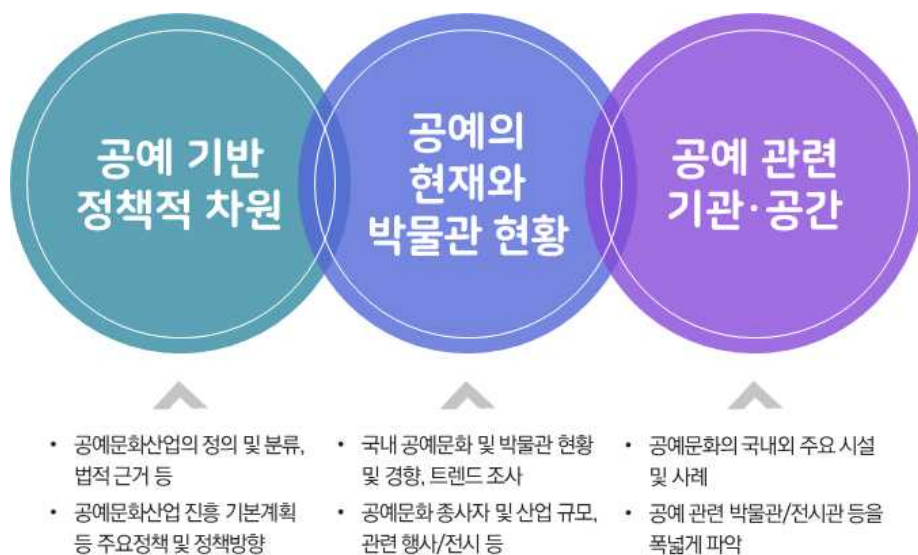 공예 기반
정책적 차원
공예의
현재와
박물관 현황
공예 관련
기관·공간
• 공예문화산업의 정의 및 분류,
법적 근거 등
• 공예문화산업 진흥 기본계획
등 주요정책 및 정책방향
• 국내 공예문화 및 박물관 현황
및 경향, 트렌드 조사
• 공예문화 종사자 및 산업 규모,
관련 행사/전시 등
• 공예문화의 국내외 주요 시설
및 사례
• 공예 관련 박물관/전시관 등을
폭넓게 파악